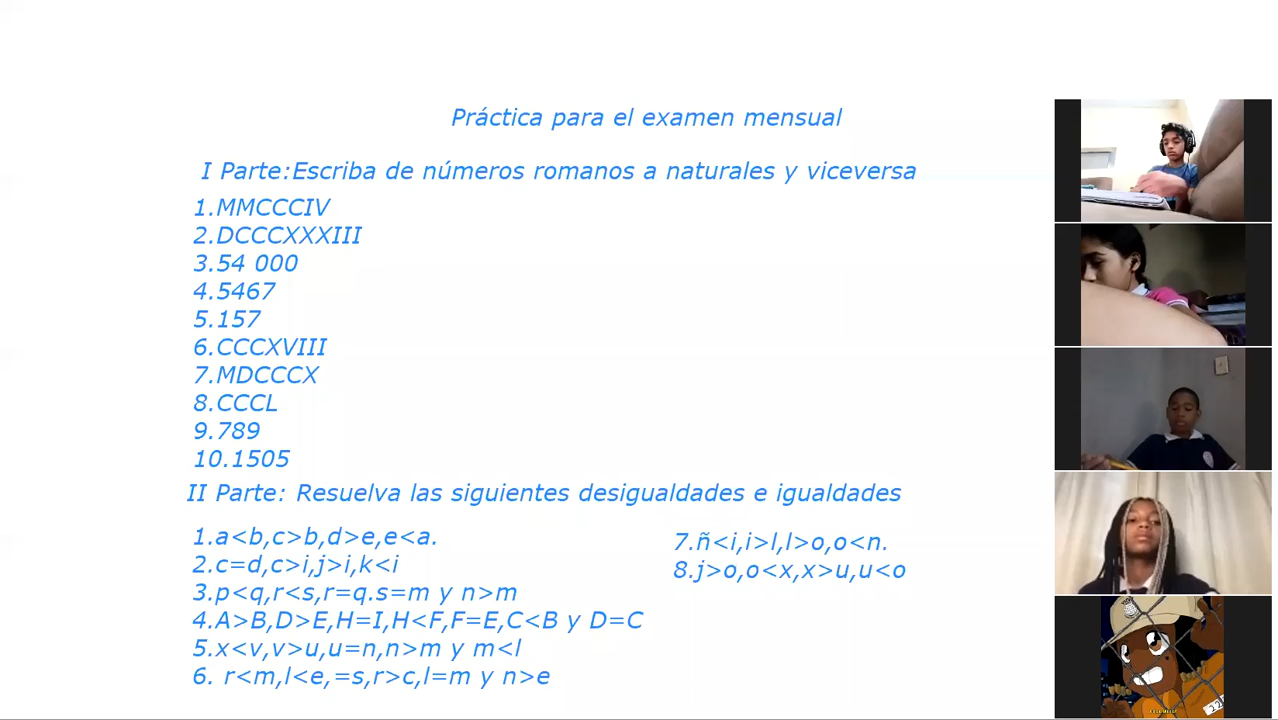 Práctica para el examen mensual
I Parte:Escriba de números romanos a naturales y viceversa
1.MMCCCIV
2.DCCCXXXIII
3.54 000
4.5467
5.157
6.CCCXVIII
7.MDCCCX
8.CCCL
9.789
10.1505
II Parte: Resuelva las siguientes desigualdades e igualdades
1.a<b,c>b,d>e,e<a.
2.c=d,c>i,j>i,k<i
3.p<q,r<s,r=q.s=m y n>m
4.A>B,D>E,H=I,H<F,F=E,C<B y D=C
5.x<v,v>u,u=n,n>m y m<l
6. r<m,l<e,=s,r>c,l=m y n>e
7.ñ<i,i>l,l>o,o<n.
8.j>o,o<x,x>u,u<o